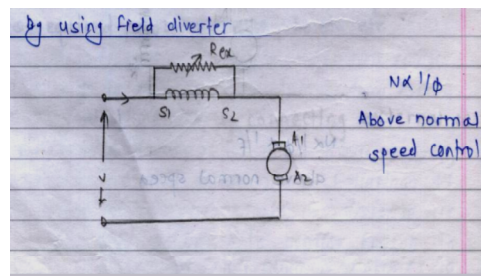 By using field diverter
Rex
S1 S2
N∝ 1/ϕ
Above normal
speed control
A1
A2
V